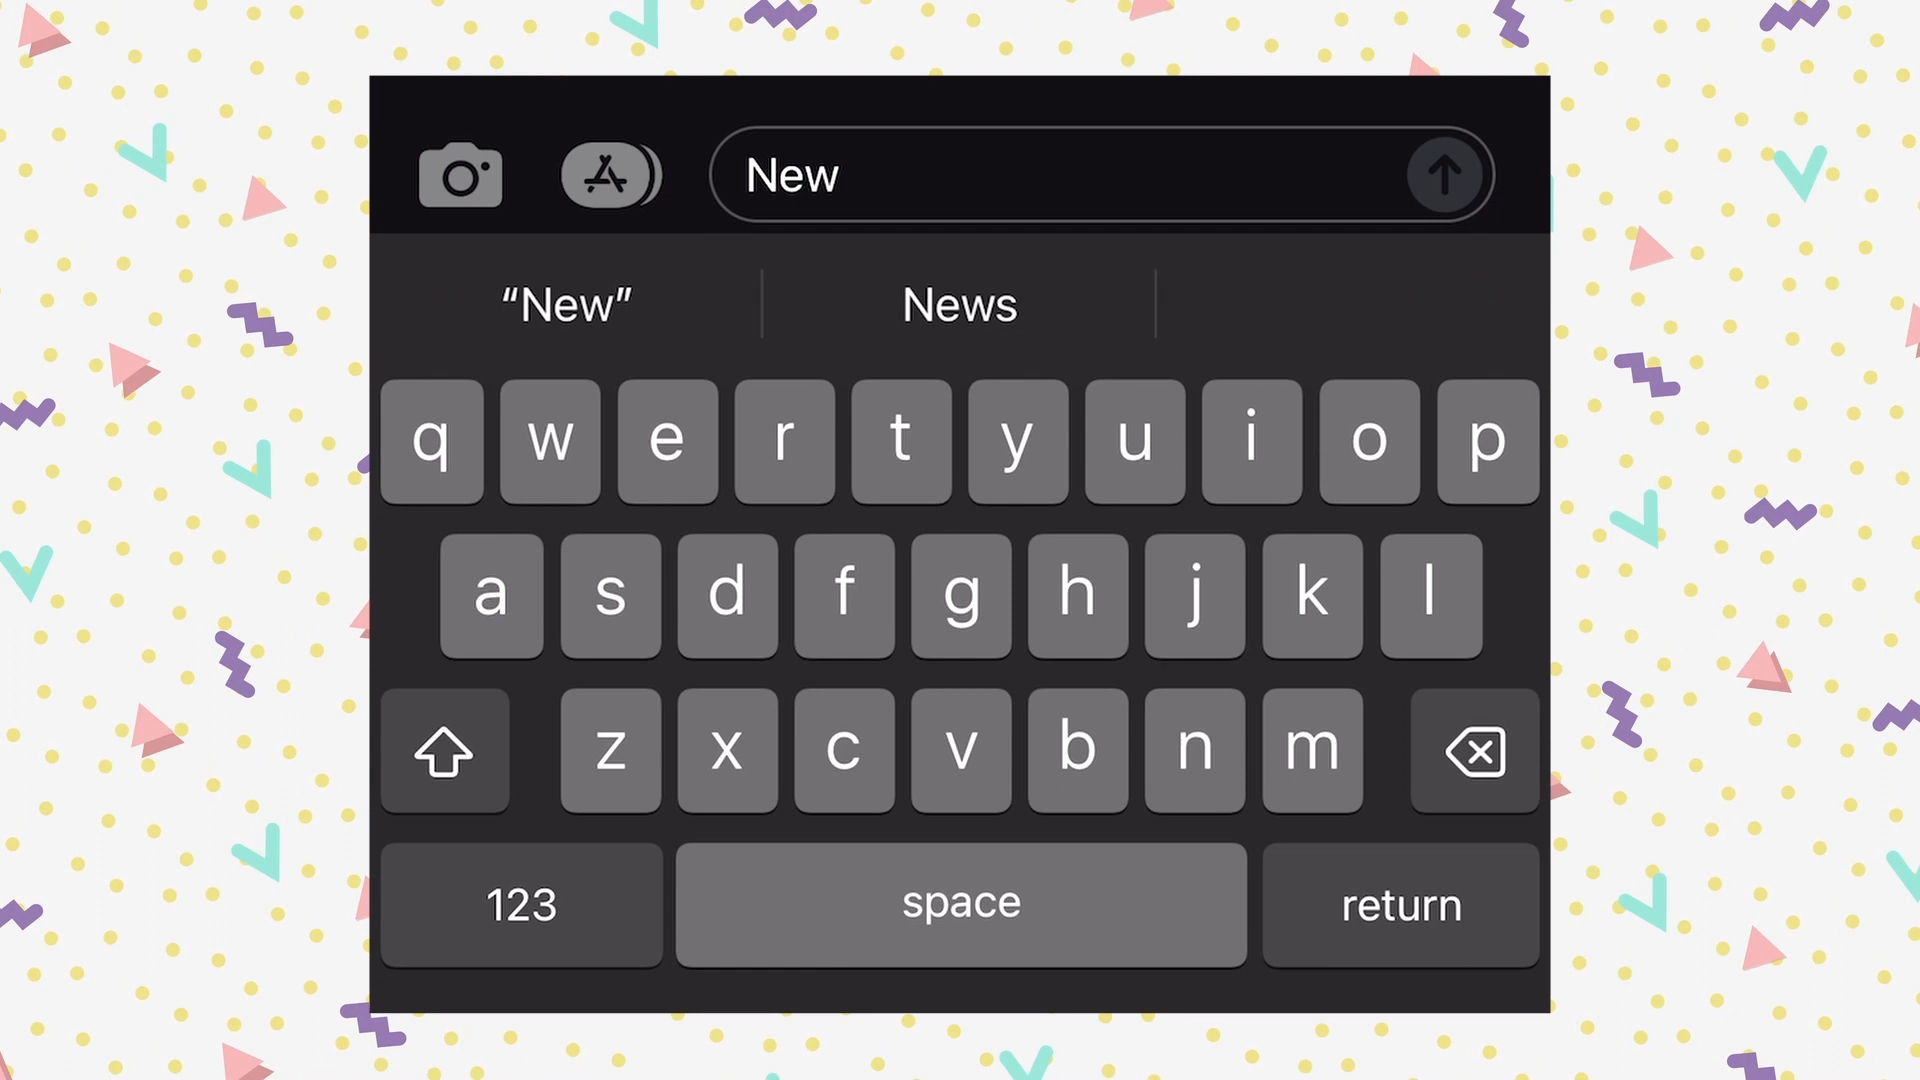 New
“New” News
q w e r t y u i o p
a s d f g h j k l
z x c v b n m
123 space return